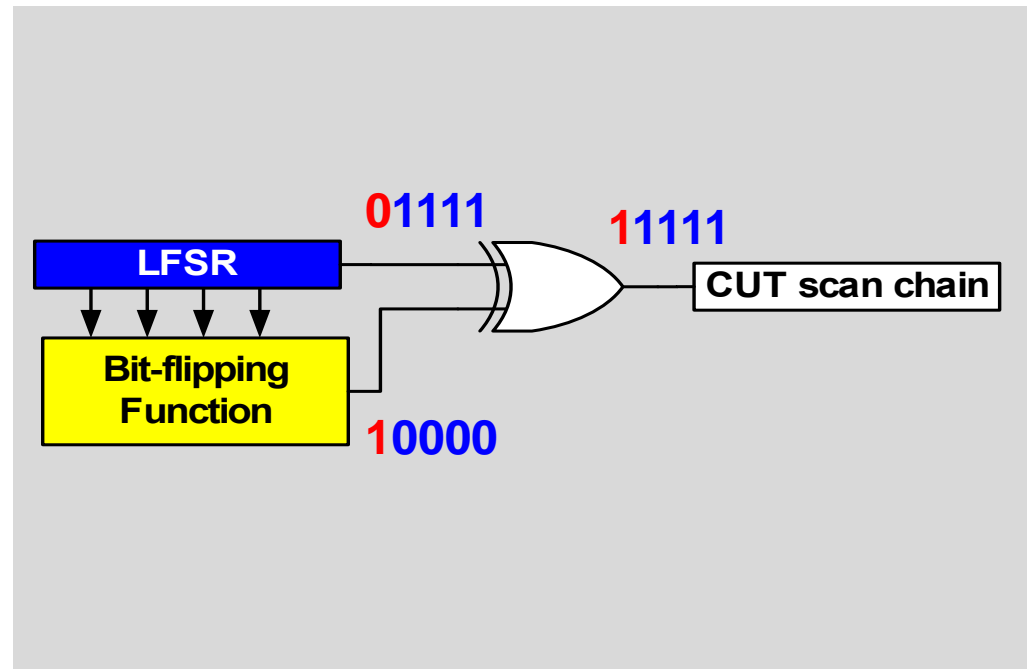 01111
11111
LFSR
CUT scan chain
Bit-flipping
Function
10000